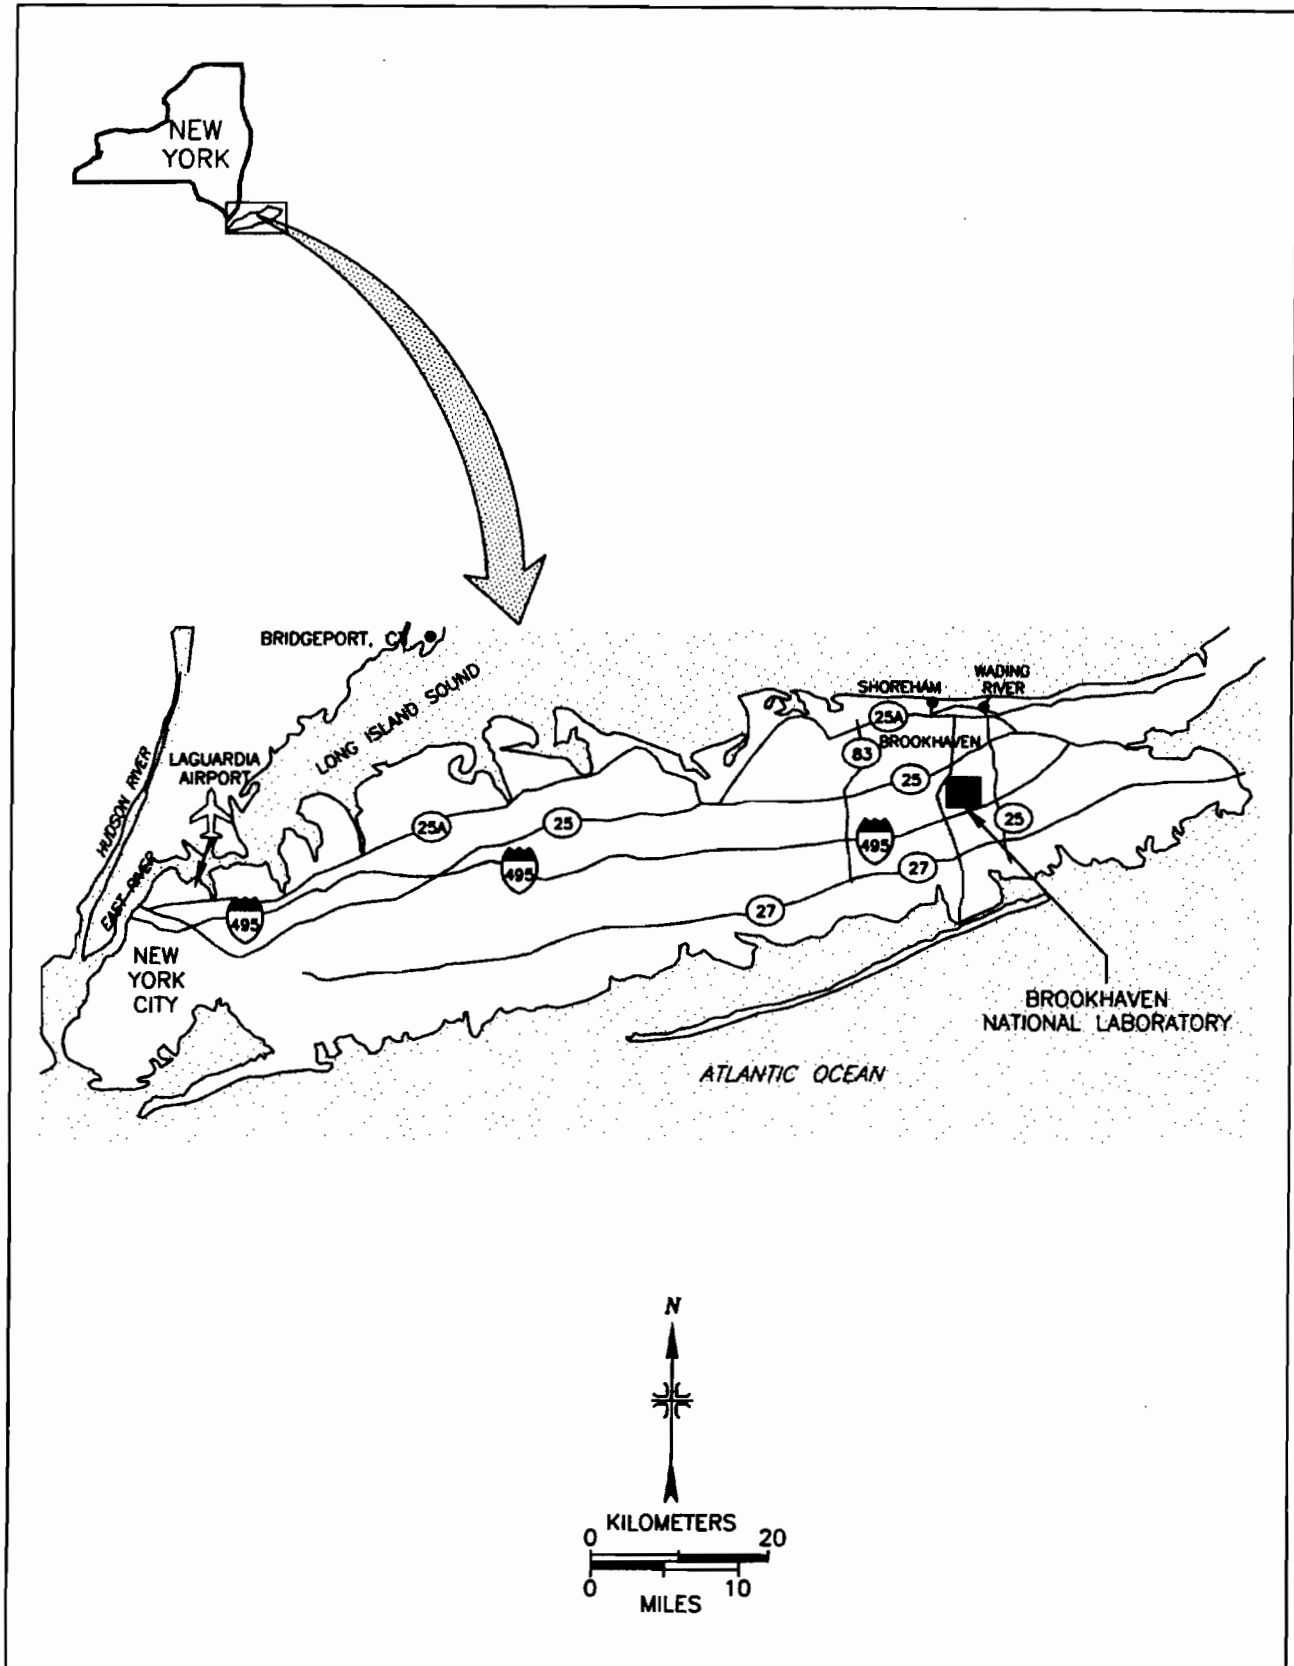 NEW
YORK
BRIDGEPORT, CT
LONG ISLAND SOUND
HUDSON RIVER
LAGUARDIA
AIRPORT
EAST RIVER
NEW
YORK
CITY
SHOREHAM
WADING
RIVER
25A
BROOKHAVEN
83
25
25A
25
495
25
495
27
495
27
BROOKHAVEN
NATIONAL LABORATORY
ATLANTIC OCEAN
N
KILOMETERS
0 20
0 10
MILES